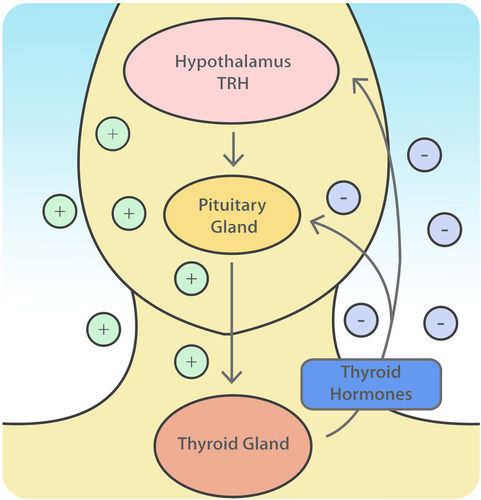 Hypothalamus
TRH
+
-
+
+
-
Pituitary
Gland
-
+
+
-
-
+
Thyroid
Hormones
Thyroid Gland